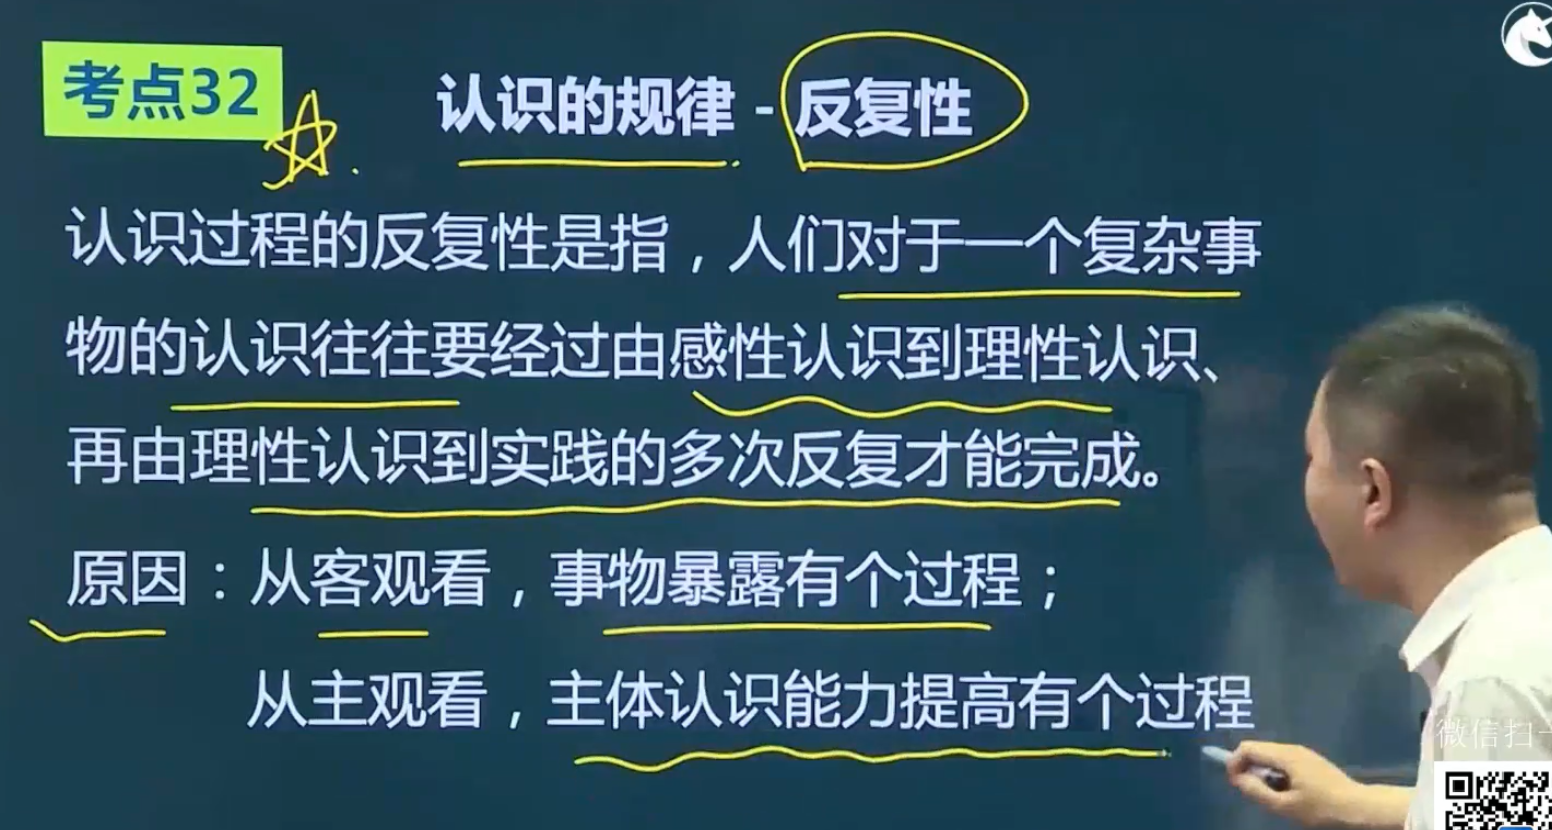 考点32
认识的规律-反复性
认识过程的反复性是指，人们对于一个复杂事
物的认识往往要经过由感性认识到理性认识、
再由理性认识到实践的多次反复才能完成。
原因：从客观看，事物暴露有个过程；
从主观看，主体认识能力提高有个过程
微信扫一